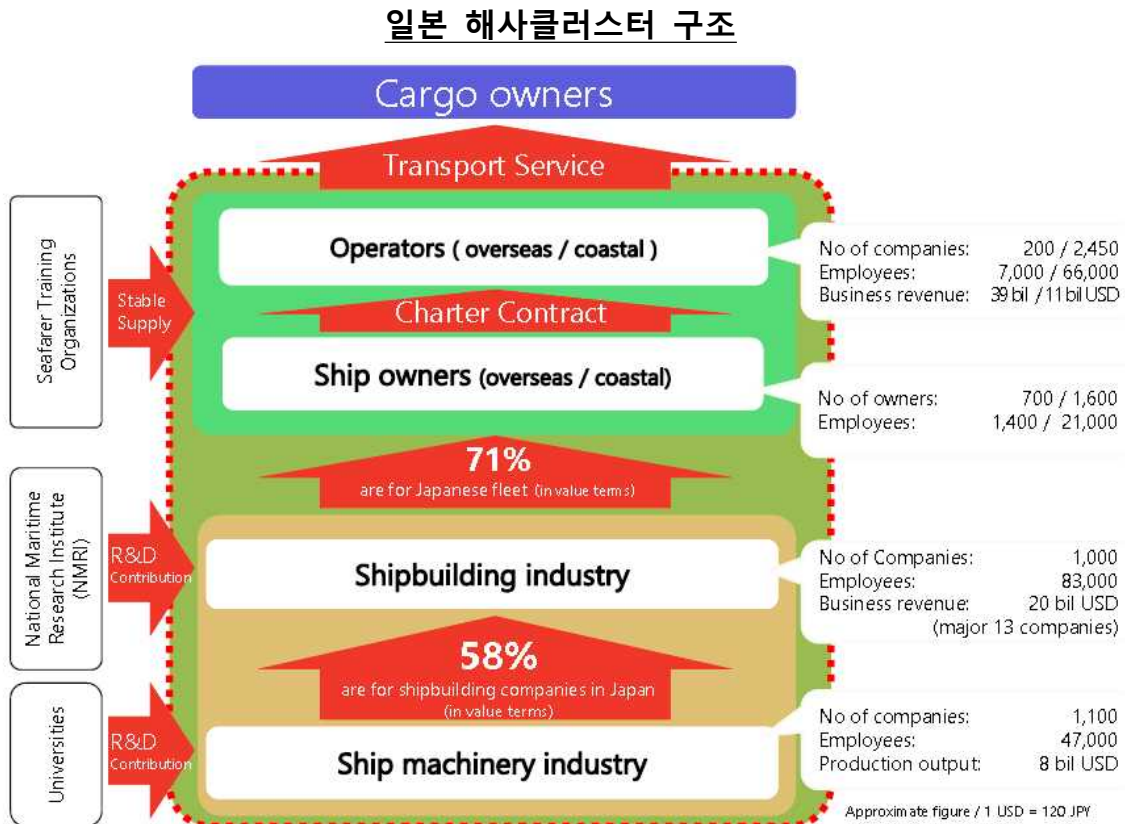 일본 해사클러스터 구조
Cargo owners
Transport Service
Operators ( overseas / coastal )
Charter Contract
Ship owners (overseas / coastal)
71%
are for Japanese fleet (in value terms)
Shipbuilding industry
58%
are for shipbuilding companies in Japan
(in value terms)
Ship machinery industry
Seafarer Training
Organizations
Stable
Supply
National Maritime
Research Institute
(NMRI)
R&D
Contribution
Universities
R&D
Contribution
No of companies: 200 / 2,450
Employees: 7,000 / 66,000
Business revenue: 39 bil / 11 bil USD
No of owners: 700 / 1,600
Employees: 1,400 / 21,000
No of Companies: 1,000
Employees: 83,000
Business revenue: 20 bil USD
(major 13 companies)
No of companies: 1,100
Employees: 47,000
Production output: 8 bil USD
Approximate figure / 1 USD = 120 JPY